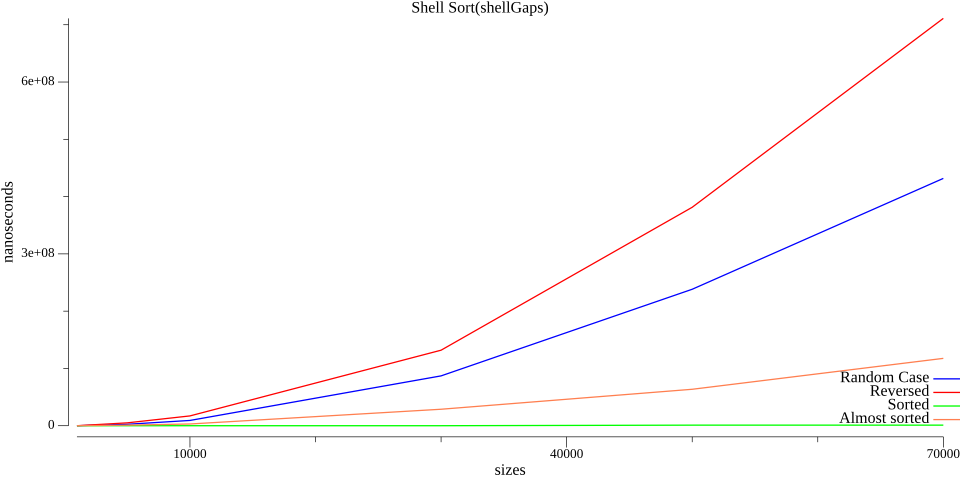 Shell Sort(shellGaps)
6e+08
3e+08
0
nanoseconds
Random Case
Reversed
Sorted
Almost sorted
10000
40000
70000
sizes